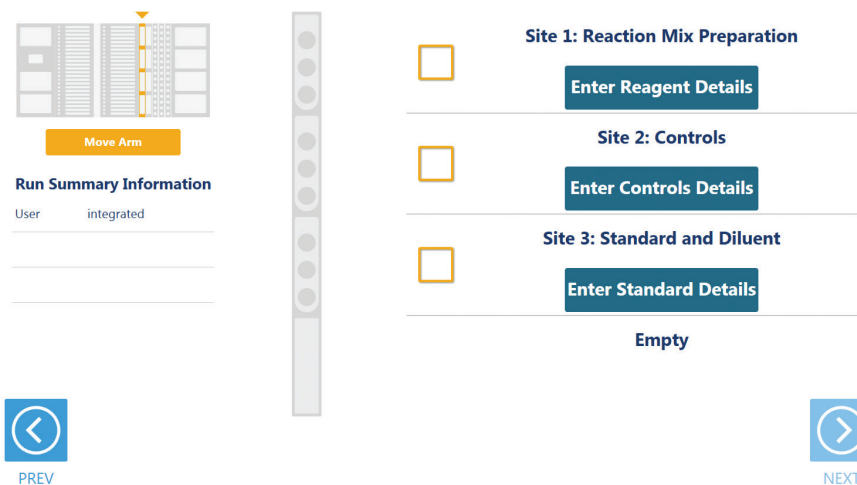 Move Arm
Run Summary Information
User integrated
Site 1: Reaction Mix Preparation
Enter Reagent Details
Site 2: Controls
Enter Controls Details
Site 3: Standard and Diluent
Enter Standard Details
Empty
PREV
NEXT